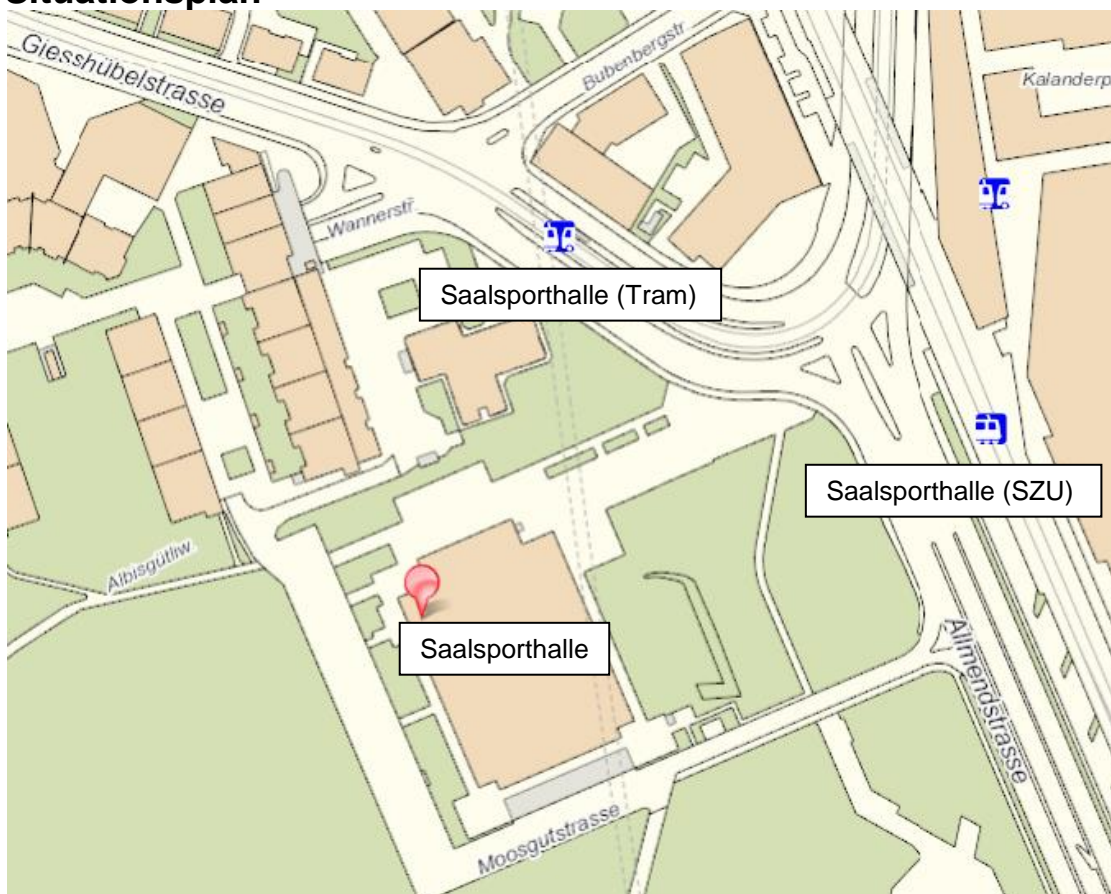 Situationsplan
Giesshübelstrasse
Bubenbergstr.
Kalanderp
Wannerstr.
Saalsporthalle (Tram)
Saalsporthalle (SZU)
Albisgütliw
Saalsporthalle
Allmendstrasse
Moosgutstrasse